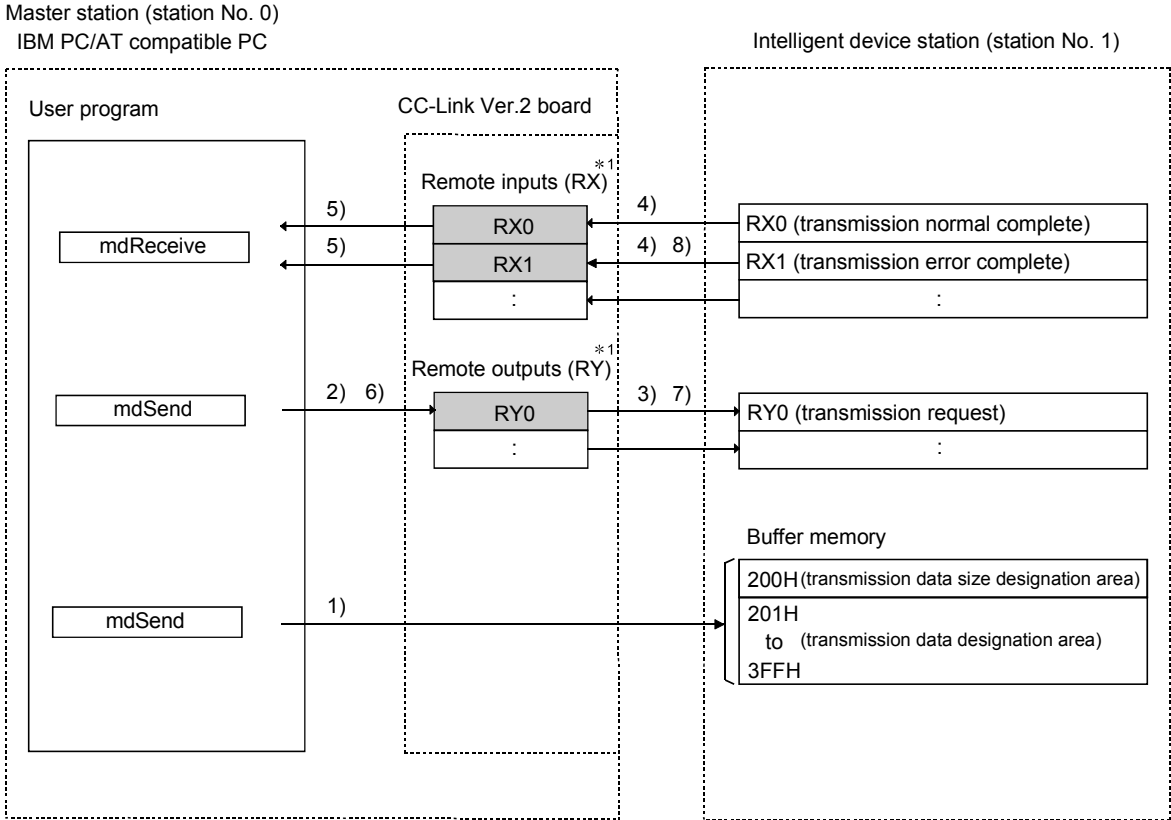 Master station (station No. 0)
IBM PC/AT compatible PC
Intelligent device station (station No. 1)
User program
CC-Link Ver.2 board
Remote inputs (RX) *1
mdReceive
5)
5)
RX0
RX1
:
4)
4) 8)
RX0 (transmission normal complete)
RX1 (transmission error complete)
:
Remote outputs (RY) *1
mdSend
2) 6)
RY0
:
3) 7)
RY0 (transmission request)
:
Buffer memory
mdSend
1)
200H (transmission data size designation area)
201H
to (transmission data designation area)
3FFH